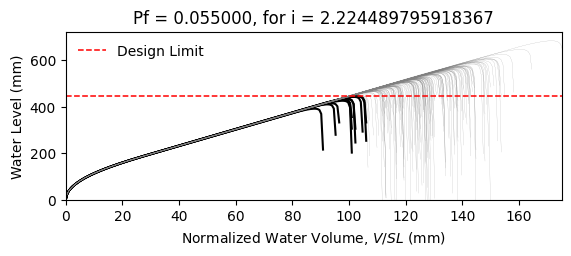 Pf = 0.055000, for i = 2.224489795918367
Design Limit
Water Level (mm)
600
400
200
0
0 20 40 60 80 100 120 140 160
Normalized Water Volume, V/SL (mm)